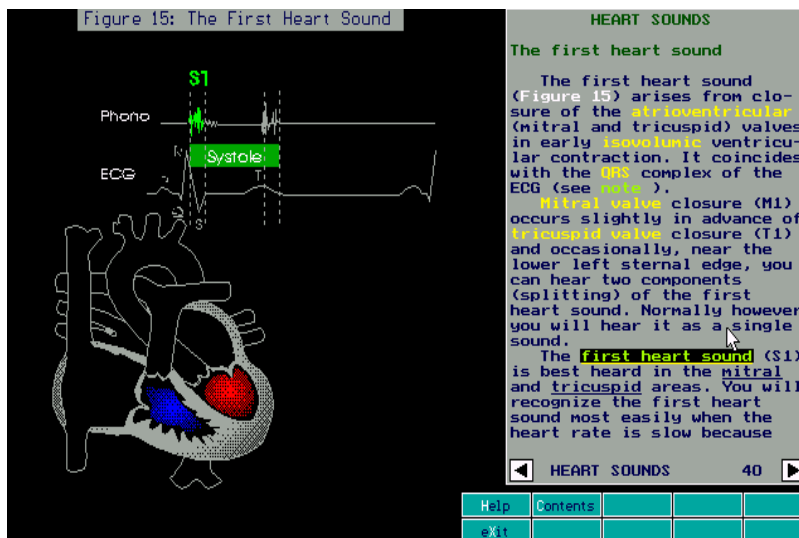 Figure 15: The First Heart Sound
S1
Phono
Systole
R
T
ECG
Q
S
HEART SOUNDS
The first heart sound
The first heart sound
(Figure 15) arises from clo-
sure of the atrioventricular
(mitral and tricuspid) valves
in early isovolumic ventricu-
lar contraction. It coincides
with the QRS complex of the
ECG (see note ).
Mitral valve closure (M1)
occurs slightly in advance of
tricuspid valve closure (T1)
and occasionally, near the
lower left sternal edge, you
can hear two components
(splitting) of the first
heart sound. Normally however
you will hear it as a single
sound.
The first heart sound (S1)
is best heard in the mitral
and tricuspid areas. You will
recognize the first heart
sound most easily when the
heart rate is slow because
HEART SOUNDS 40
Help Contents
eXit